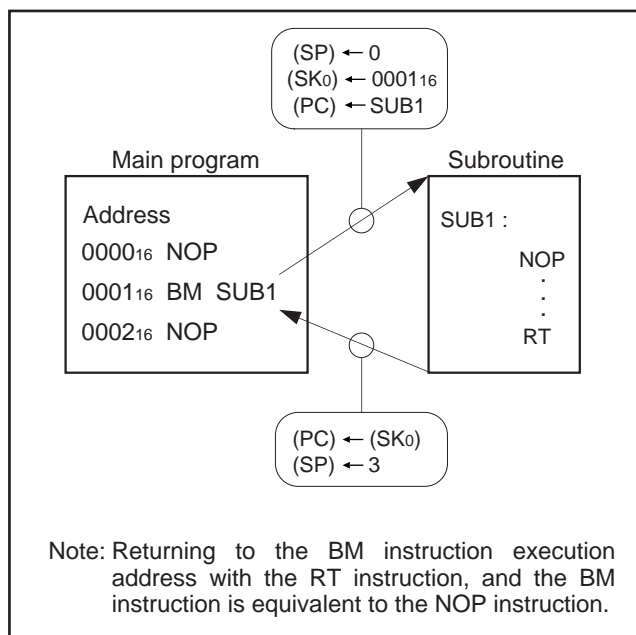 (SP) ← 0
(SK0) ← 000116
(PC) ← SUB1
Main program
Subroutine
Address
000016 NOP
000116 BM SUB1
000216 NOP
SUB1 :
NOP
.
.
.
RT
(PC) ← (SK0)
(SP) ← 3
Note: Returning to the BM instruction execution
address with the RT instruction, and the BM
instruction is equivalent to the NOP instruction.